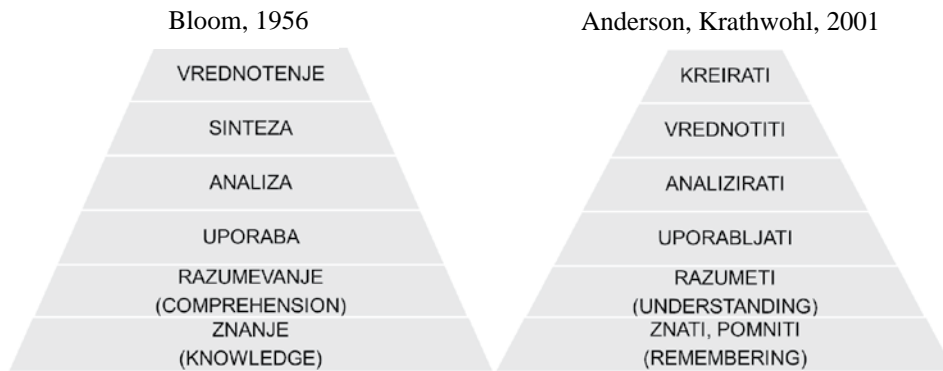 Bloom, 1956
VREDNOTENJE
SINTEZA
ANALIZA
UPORABA
RAZUMEVANJE
(COMPREHENSION)
ZNANJE
(KNOWLEDGE)
Anderson, Krathwohl, 2001
KREIRATI
VREDNOTITI
ANALIZIRATI
UPORABLJATI
RAZUMETI
(UNDERSTANDING)
ZNATI, POMNITI
(REMEMBERING)